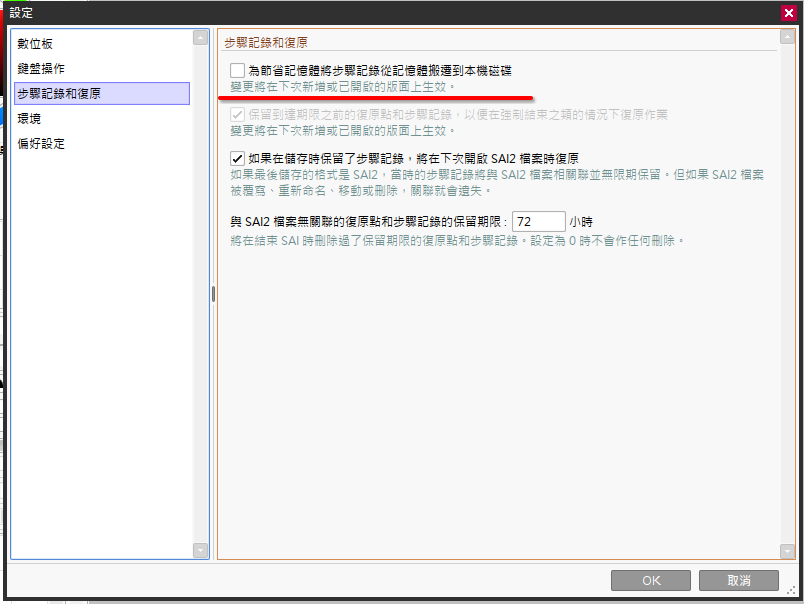 設定
數位板
鍵盤操作
步驟記錄和復原
環境
偏好設定
步驟記錄和復原
為節省記憶體將步驟記錄從記憶體搬遷到本機磁碟
變更將在下次新增或已開啟的版面上生效。
保留到達期限之前的復原點和步驟記錄，以便在強制結束之類的情況下復原作業
變更將在下次新增或已開啟的版面上生效。
如果在儲存時保留了步驟記錄，將在下次開啟 SAI2 檔案時復原
如果最後儲存的格式是 SAI2，當時的步驟記錄將與 SAI2 檔案相關聯並無限期保留。但如果 SAI2 檔案
被覆寫、重新命名、移動或刪除，關聯就會遺失。
與 SAI2 檔案無關聯的復原點和步驟記錄的保留期限： 72 小時
將在結束 SAI 時刪除過了保留期限的復原點和步驟記錄。設定為 0 時不會作任何刪除。
OK 取消